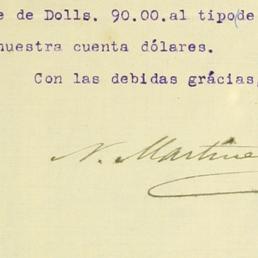 e de Dolls. 90.00.al tipo de
nuestra cuenta dólares.
Con las debidas grácias,
N. Martine